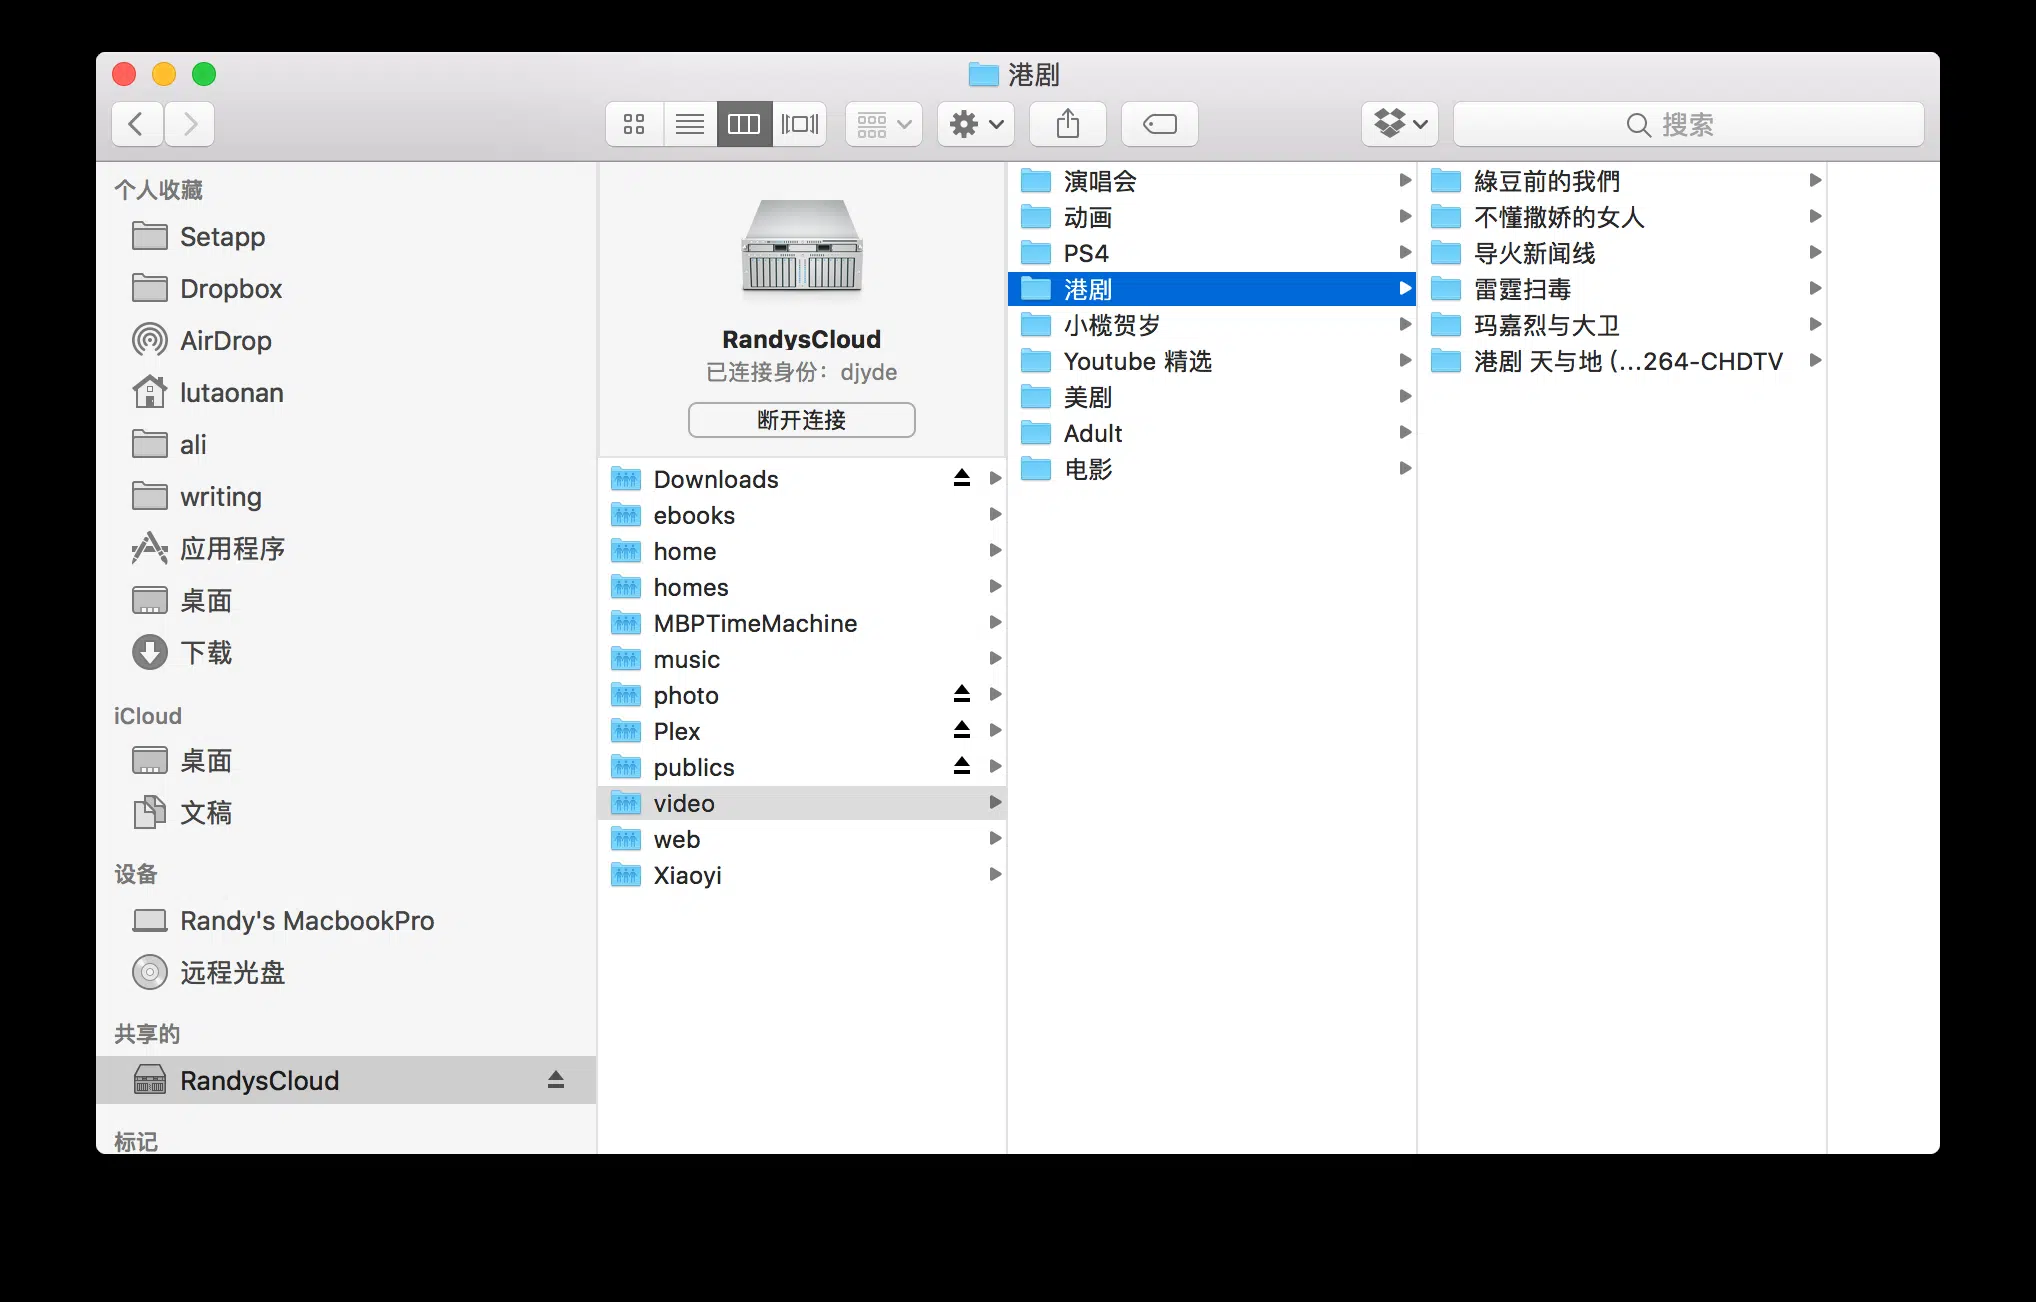 港剧
搜索
个人收藏
Setapp
Dropbox
AirDrop
lutaonan
ali
writing
应用程序
桌面
下载
iCloud
桌面
文稿
设备
Randy's MacbookPro
远程光盘
共享的
RandysCloud
标记
RandysCloud
已连接身份：djyde
断开连接
Downloads
ebooks
home
homes
MBPTimeMachine
music
photo
Plex
publics
video
web
Xiaoyi
演唱会
动画
PS4
港剧
小榄贺岁
Youtube 精选
美剧
Adult
电影
綠豆前的我們
不懂撒娇的女人
导火新闻线
雷霆扫毒
玛嘉烈与大卫
港剧 天与地 (...264-CHDTV